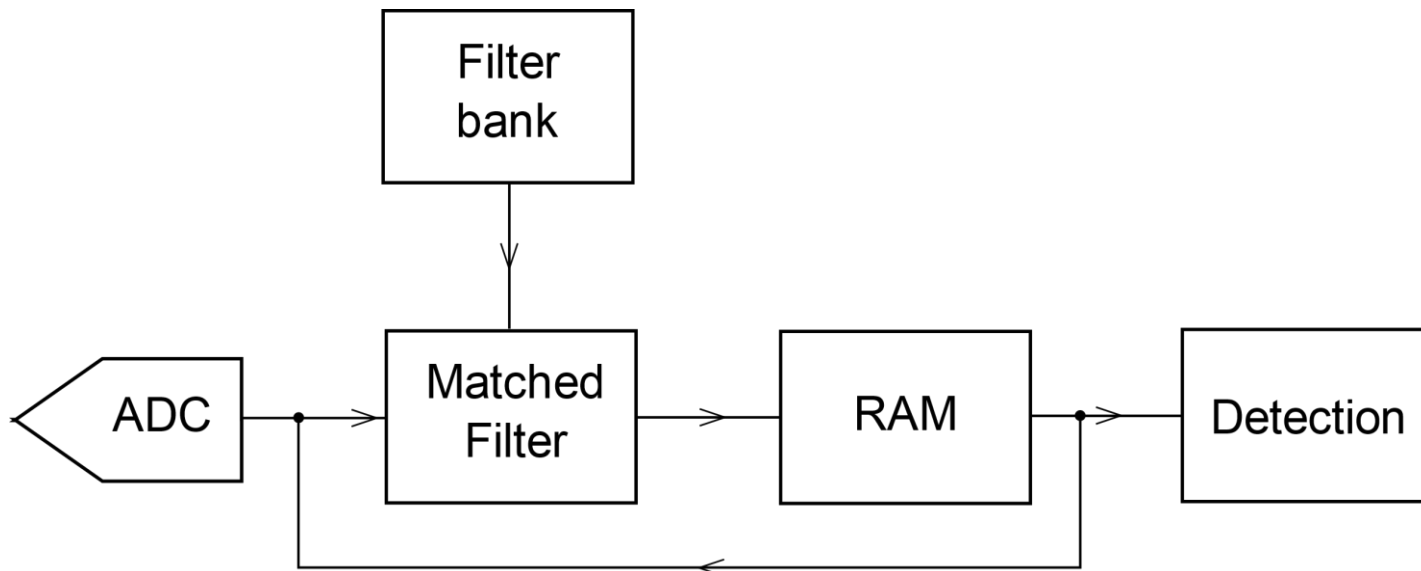 Filter
bank
ADC
Matched
Filter
RAM
Detection